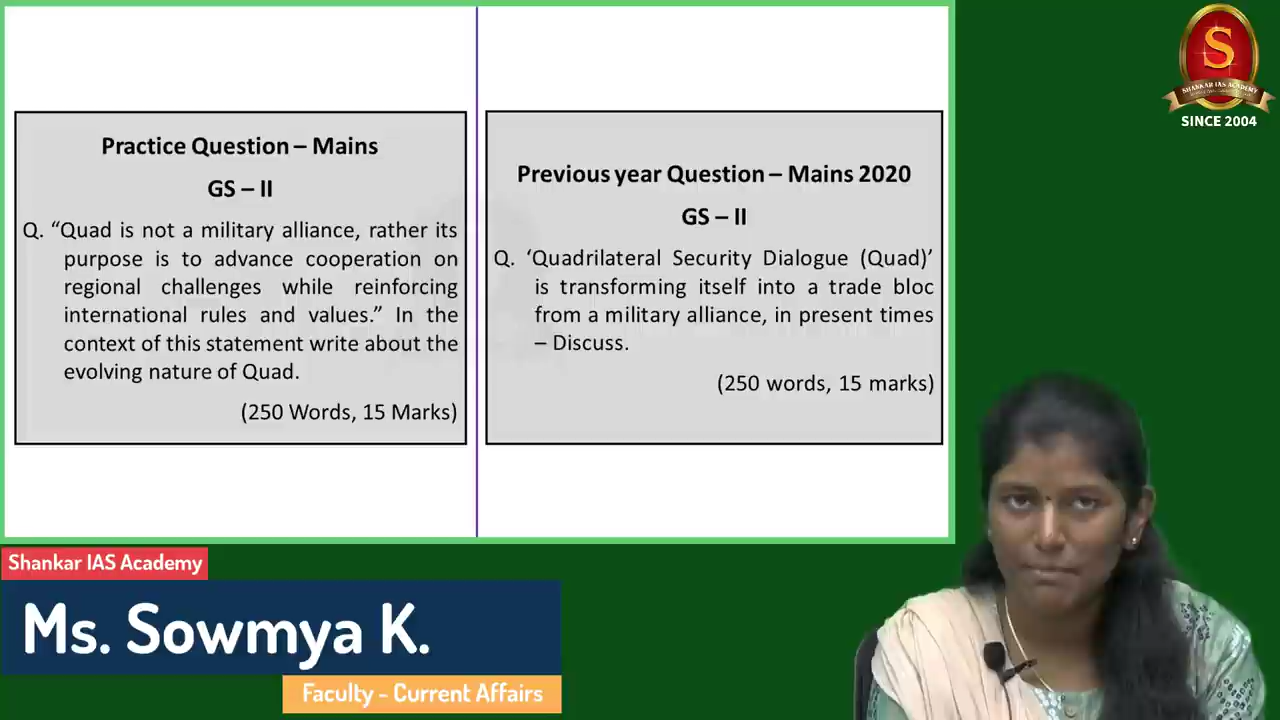 Practice Question – Mains
GS – II
Q. “Quad is not a military alliance, rather its
purpose is to advance cooperation on
regional challenges while reinforcing
international rules and values.” In the
context of this statement write about the
evolving nature of Quad.
(250 Words, 15 Marks)
Previous year Question – Mains 2020
GS – II
Q. ‘Quadrilateral Security Dialogue (Quad)’
is transforming itself into a trade bloc
from a military alliance, in present times
– Discuss.
(250 words, 15 marks)
S
SHANKAR IAS ACADEMY
SINCE 2004
Shankar IAS Academy
Ms. Sowmya K.
Faculty - Current Affairs